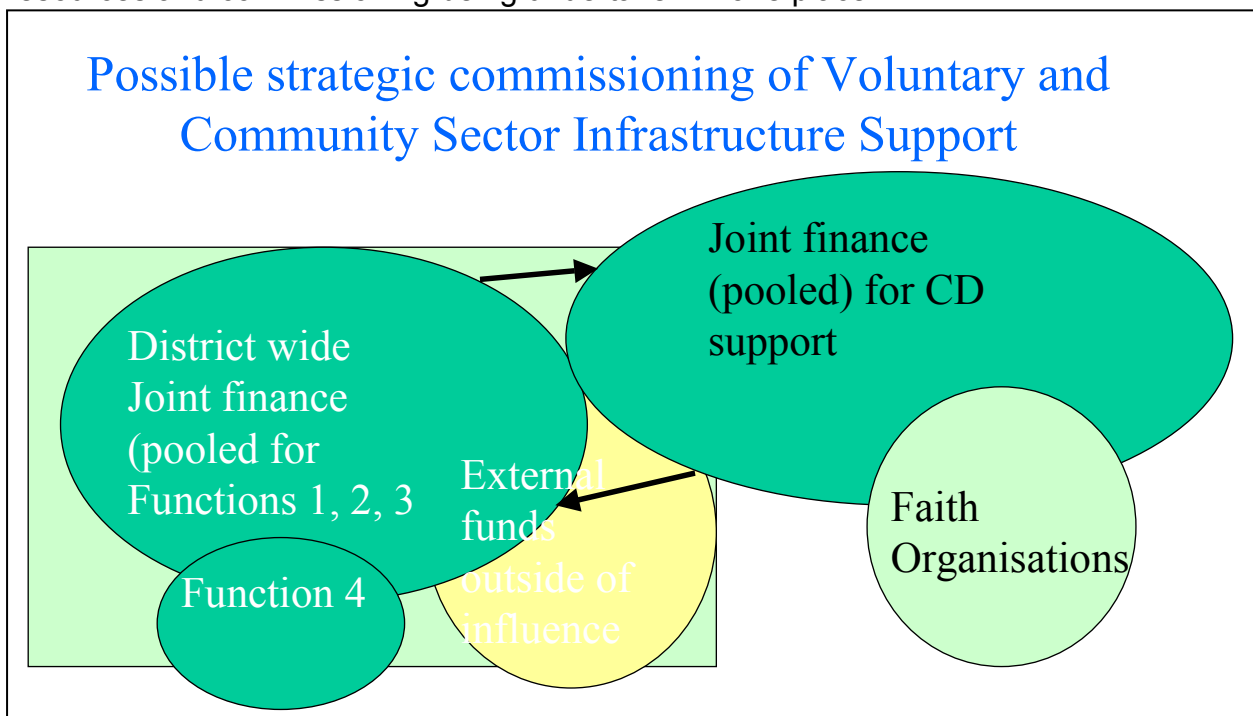 Possible strategic commissioning of Voluntary and
Community Sector Infrastructure Support
Joint finance
(pooled) for CD
support
District wide
Joint finance
(pooled for
Functions 1, 2, 3
External
funds
outside of
influence
Function 4
Faith
Organisations